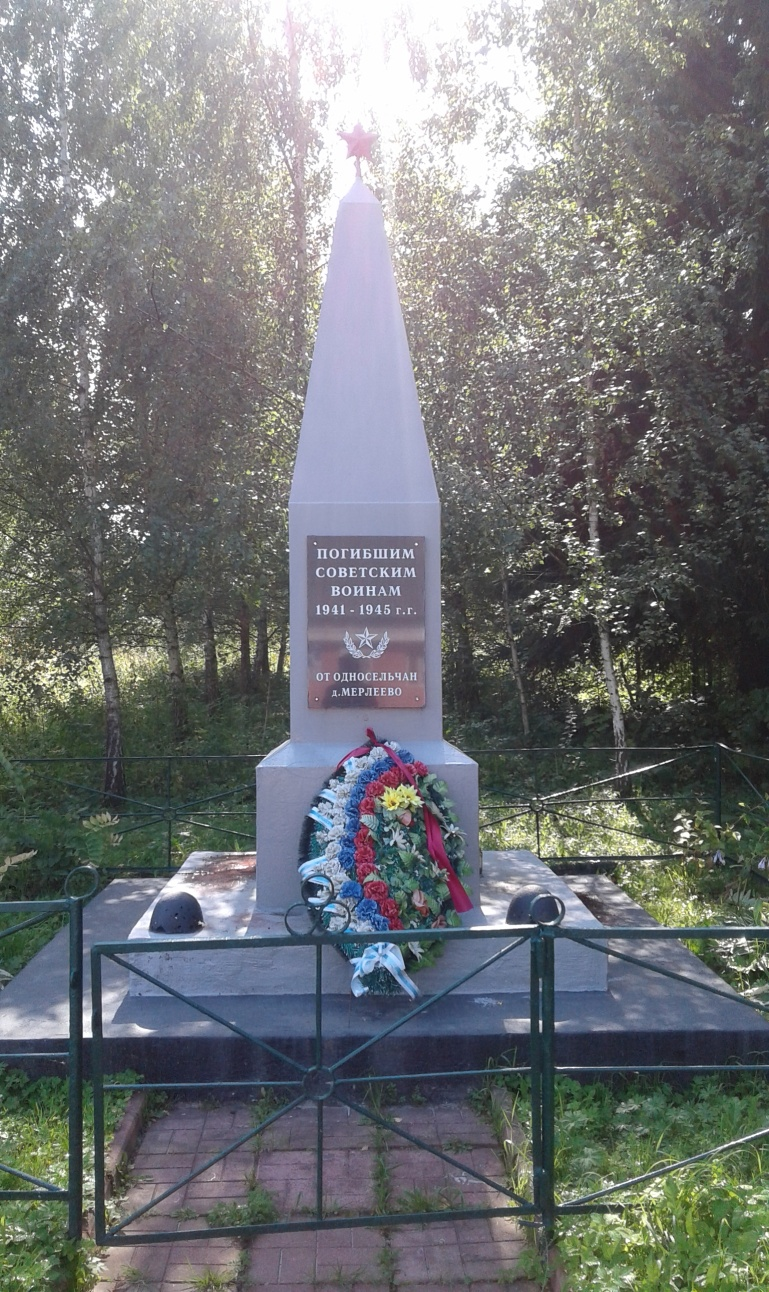 ПОГИБШИМ
СОВЕТСКИМ
ВОИНАМ
1941 - 1945 г.г.
ОТ ОДНОСЕЛЬЧАН
д.МЕРЛЕЕВО